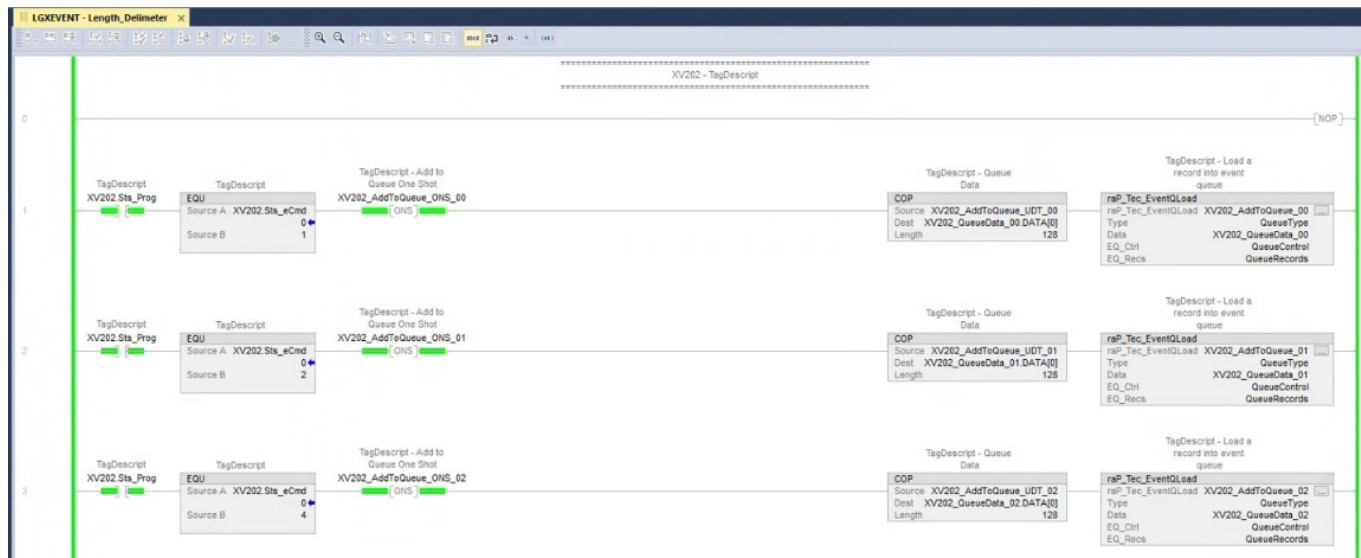 LGXEVENT - Length_Delimeter ×
XV202 - TagDescript
0
[NOP]
1
TagDescript
XV202.Sts_Prog
TagDescript
EQU
Source A XV202.Sts_eCmd
0
Source B 1
TagDescript - Add to
Queue One Shot
XV202_AddToQueue_ONS_00
[ONS]
TagDescript - Queue
Data
COP
Source XV202_AddToQueue_UDT_00
Dest XV202_QueueData_00.DATA[0]
Length 128
TagDescript - Load a
record into event
queue
raP_Tec_EventQLoad
raP_Tec_EventQLoad XV202_AddToQueue_00 ...
Type QueueType
Data XV202_QueueData_00
EQ_Ctrl QueueControl
EQ_Recs QueueRecords
2
TagDescript
XV202.Sts_Prog
TagDescript
EQU
Source A XV202.Sts_eCmd
0
Source B 2
TagDescript - Add to
Queue One Shot
XV202_AddToQueue_ONS_01
[ONS]
TagDescript - Queue
Data
COP
Source XV202_AddToQueue_UDT_01
Dest XV202_QueueData_01.DATA[0]
Length 128
TagDescript - Load a
record into event
queue
raP_Tec_EventQLoad
raP_Tec_EventQLoad XV202_AddToQueue_01 ...
Type QueueType
Data XV202_QueueData_01
EQ_Ctrl QueueControl
EQ_Recs QueueRecords
3
TagDescript
XV202.Sts_Prog
TagDescript
EQU
Source A XV202.Sts_eCmd
0
Source B 4
TagDescript - Add to
Queue One Shot
XV202_AddToQueue_ONS_02
[ONS]
TagDescript - Queue
Data
COP
Source XV202_AddToQueue_UDT_02
Dest XV202_QueueData_02.DATA[0]
Length 128
TagDescript - Load a
record into event
queue
raP_Tec_EventQLoad
raP_Tec_EventQLoad XV202_AddToQueue_02 ...
Type QueueType
Data XV202_QueueData_02
EQ_Ctrl QueueControl
EQ_Recs QueueRecords